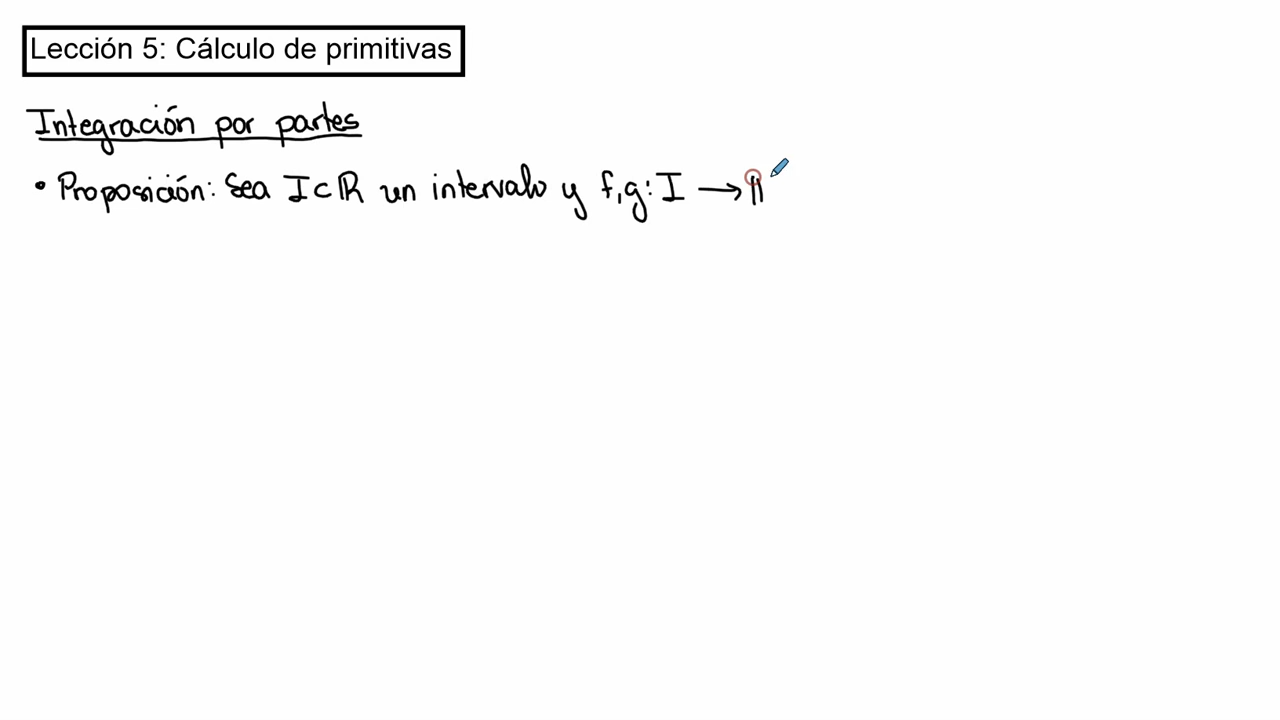 Lección 5: Cálculo de primitivas
Integración por partes
• Proposición: Sea I⊂ℝ un intervalo y f,g: I →